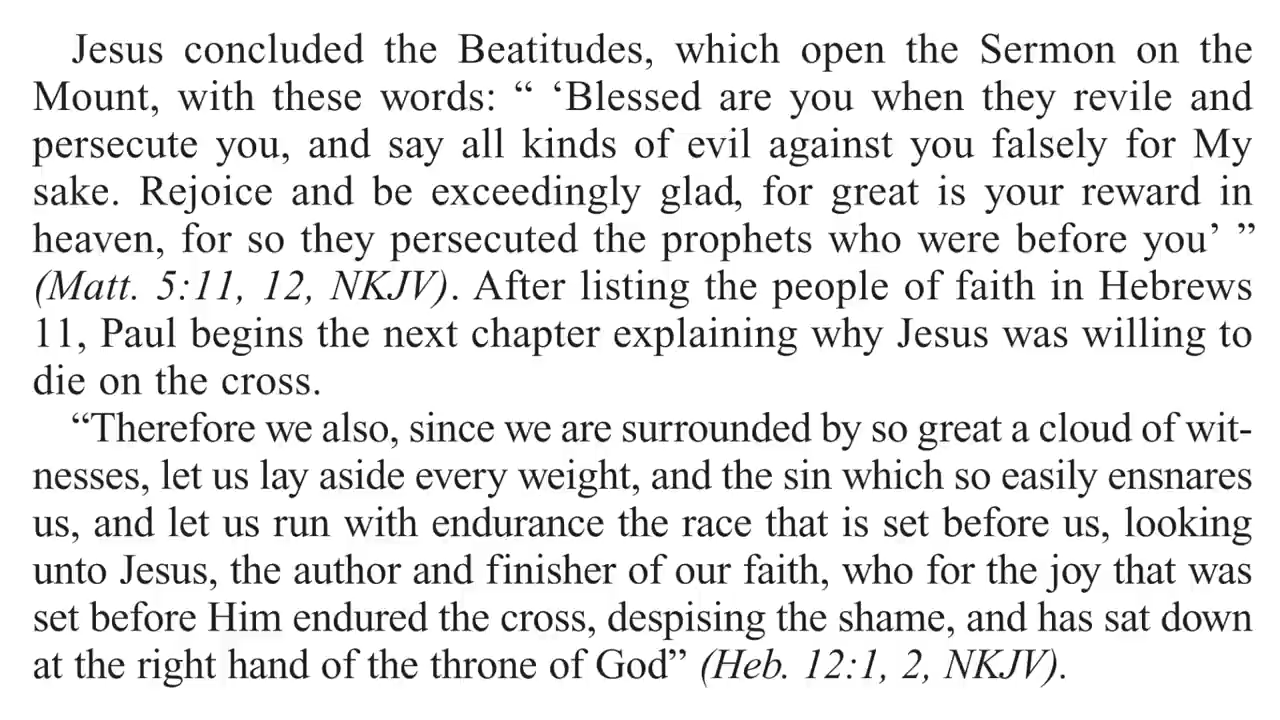 Jesus concluded the Beatitudes, which open the Sermon on the
Mount, with these words: “ ‘Blessed are you when they revile and
persecute you, and say all kinds of evil against you falsely for My
sake. Rejoice and be exceedingly glad, for great is your reward in
heaven, for so they persecuted the prophets who were before you’ ”
(Matt. 5:11, 12, NKJV). After listing the people of faith in Hebrews
11, Paul begins the next chapter explaining why Jesus was willing to
die on the cross.
“Therefore we also, since we are surrounded by so great a cloud of wit-
nesses, let us lay aside every weight, and the sin which so easily ensnares
us, and let us run with endurance the race that is set before us, looking
unto Jesus, the author and finisher of our faith, who for the joy that was
set before Him endured the cross, despising the shame, and has sat down
at the right hand of the throne of God” (Heb. 12:1, 2, NKJV).